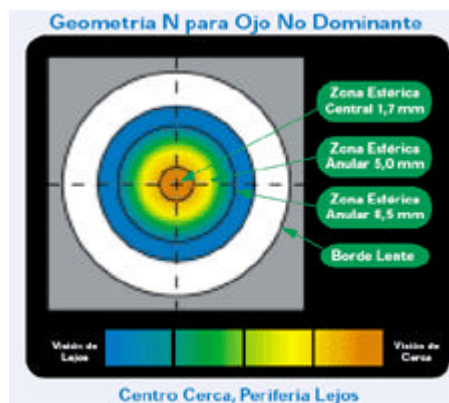 Geometría N para Ojo No Dominante
Zona Esférica
Central 1,7 mm
Zona Esférica
Anular 5,0 mm
Zona Esférica
Anular 8,5 mm
Borde Lente
Visión de
Lejos
Visión de
Cerca
Centro Cerca, Periferia Lejos